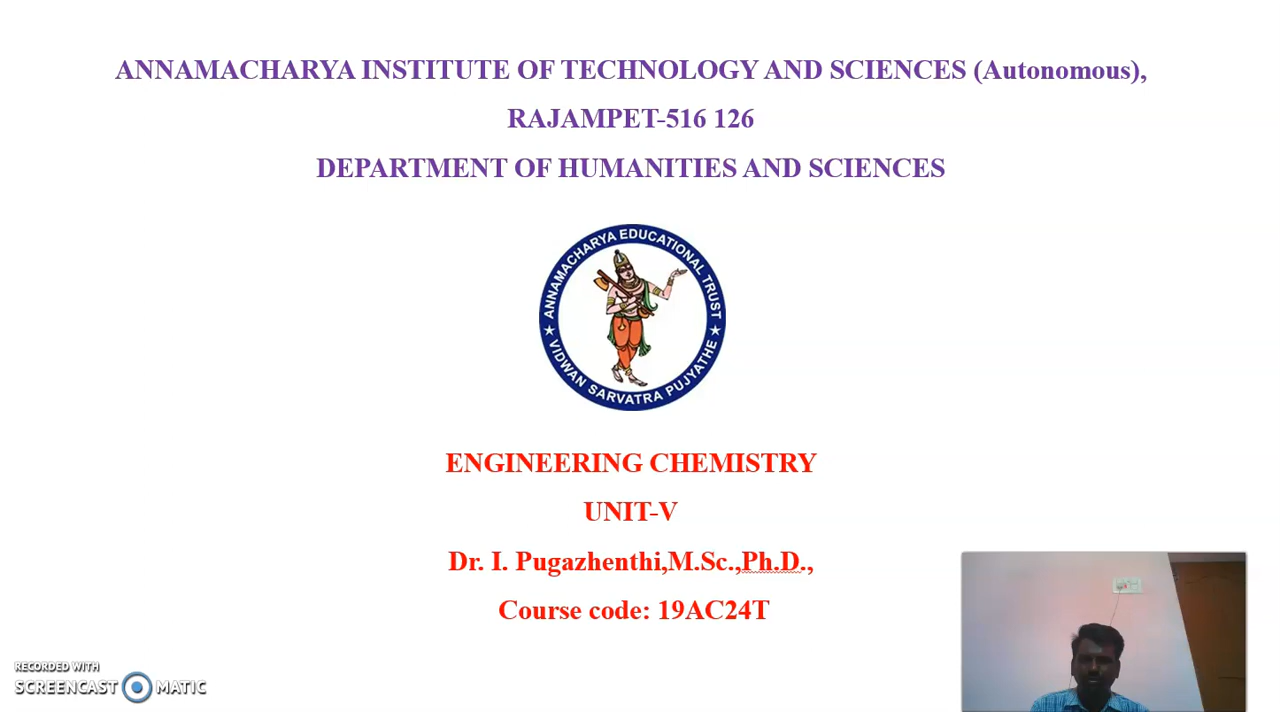 ANNAMACHARYA INSTITUTE OF TECHNOLOGY AND SCIENCES (Autonomous),
RAJAMPET-516 126
DEPARTMENT OF HUMANITIES AND SCIENCES
ANNAMACHARYA EDUCATIONAL TRUST
★ VIDWAN SARVATRA PUJYATHE ★
ENGINEERING CHEMISTRY
UNIT-V
Dr. I. Pugazhenthi,M.Sc.,Ph.D.,
Course code: 19AC24T
RECORDED WITH
SCREENCAST MATIC